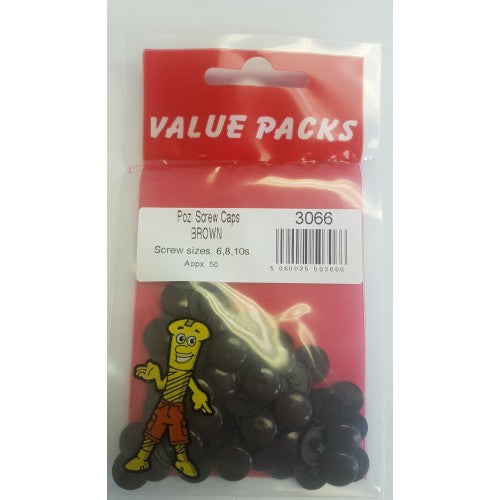 VALUE PACKS
Poz Screw Caps
BROWN
Screw sizes. 6,8,10s
Appx. 50
3066
5 060025 503066